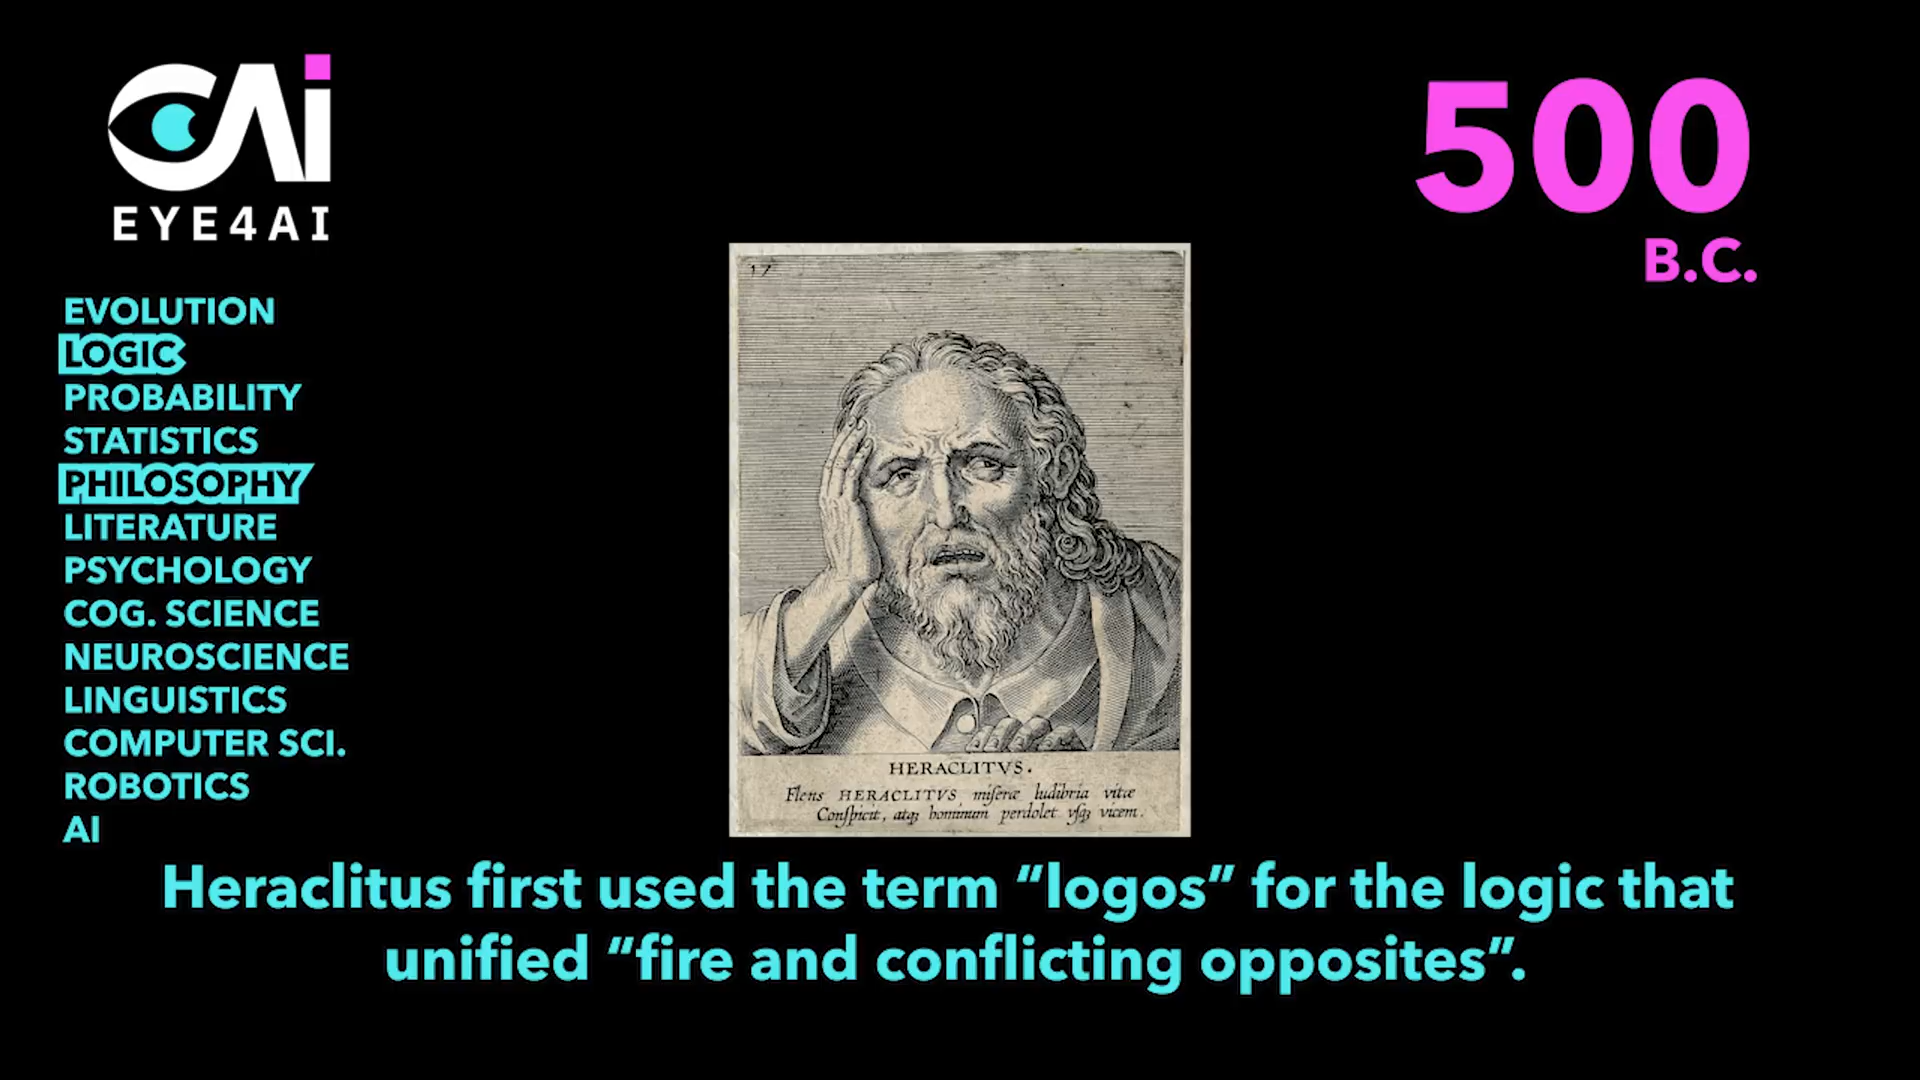 CAi
EYE4AI
500
B.C.
EVOLUTION
LOGIC
PROBABILITY
STATISTICS
PHILOSOPHY
LITERATURE
PSYCHOLOGY
COG. SCIENCE
NEUROSCIENCE
LINGUISTICS
COMPUTER SCI.
ROBOTICS
AI
17
HERACLITVS.
Flens HERACLITVS, miseræ ludibria vitæ
Conspicit, atq; hominum perdolet vsq; vicem.
Heraclitus first used the term “logos” for the logic that
unified “fire and conflicting opposites”.